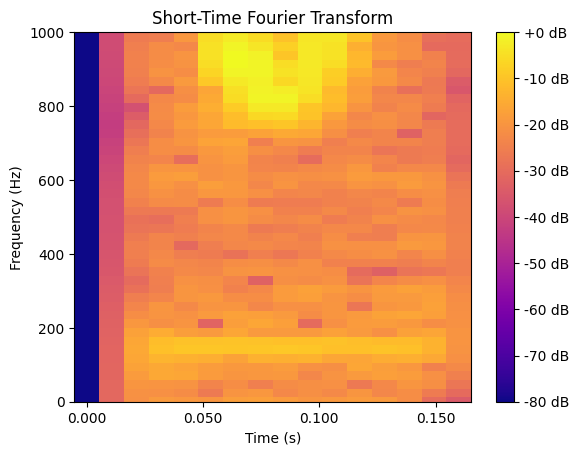 Short-Time Fourier Transform
1000
800
600
400
200
0
Frequency (Hz)
0.000
0.050
0.100
0.150
Time (s)
+0 dB
-10 dB
-20 dB
-30 dB
-40 dB
-50 dB
-60 dB
-70 dB
-80 dB